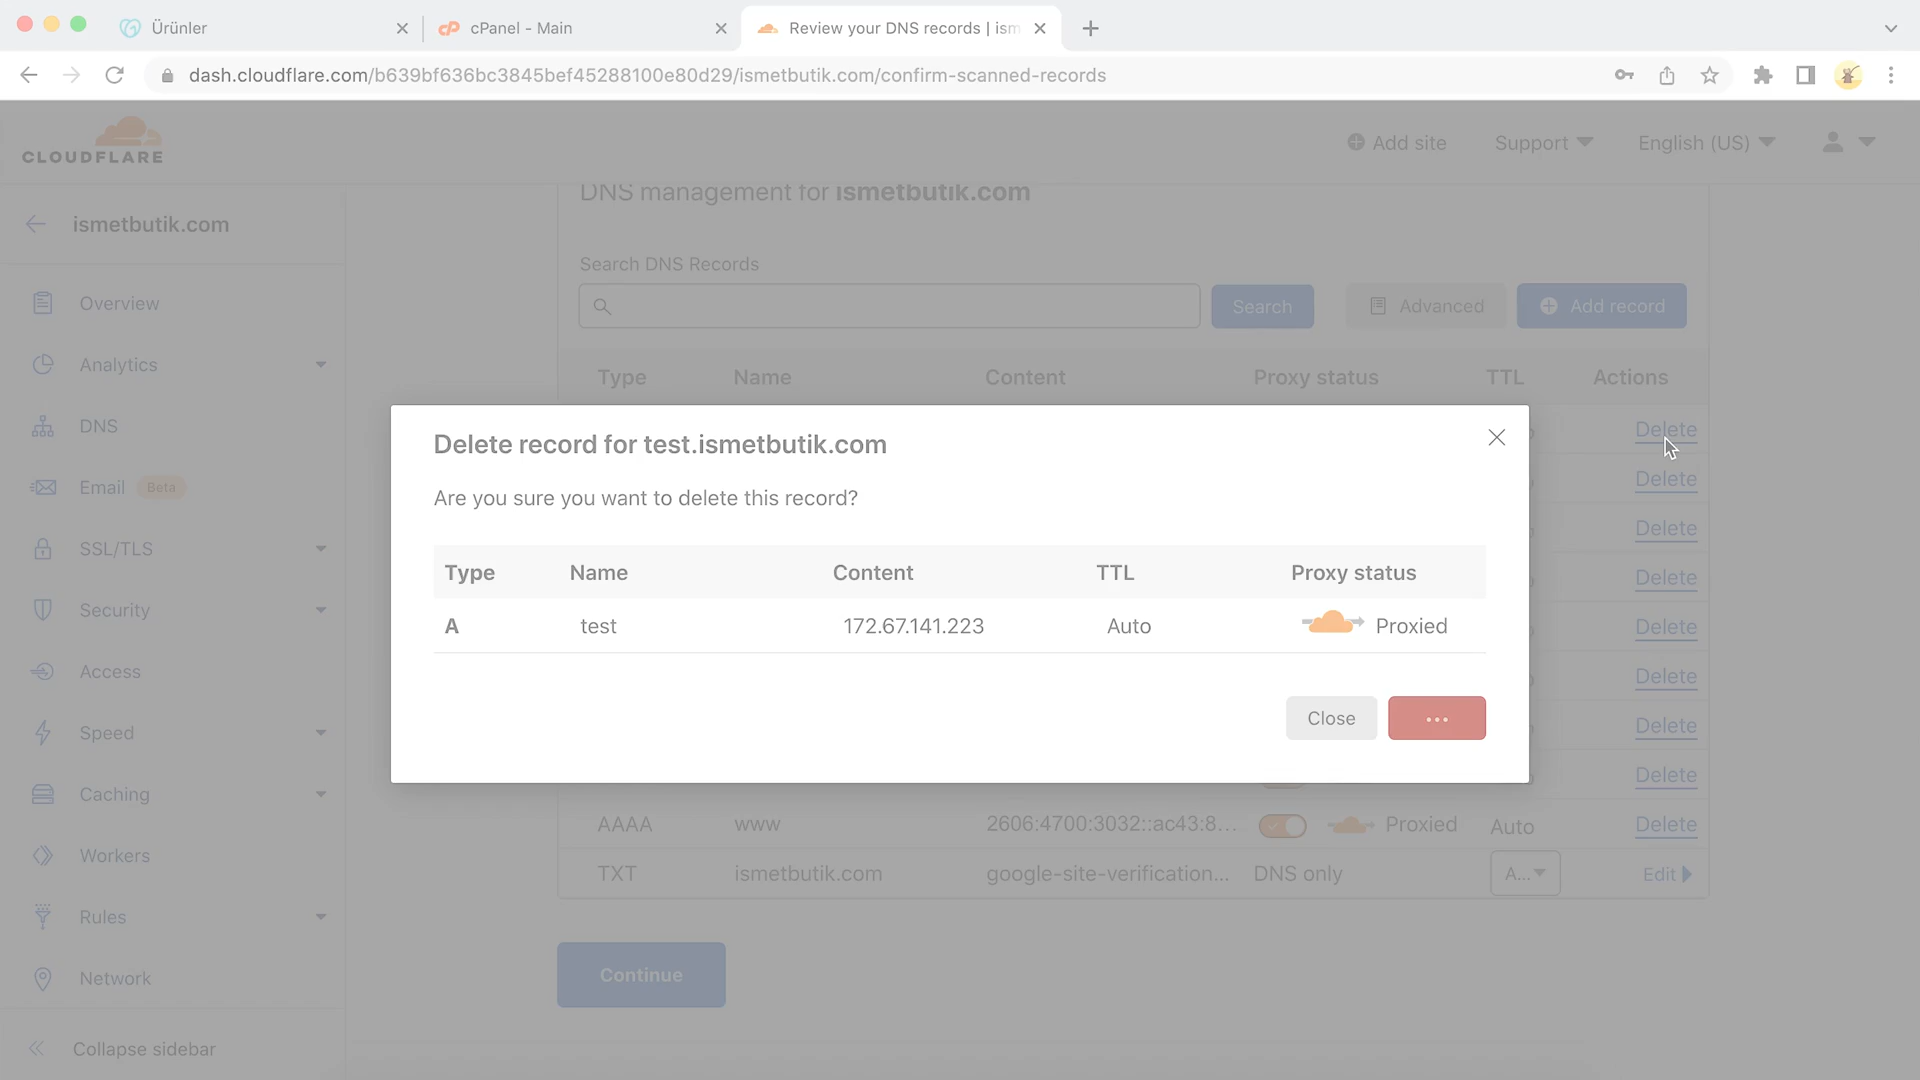 Ürünler
cPanel - Main
Review your DNS records | ism
dash.cloudflare.com/b639bf636bc3845bef45288100e80d29/ismetbutik.com/confirm-scanned-records
CLOUDFLARE
Add site
Support
English (US)
ismetbutik.com
Overview
Analytics
DNS
Email Beta
SSL/TLS
Security
Access
Speed
Caching
Workers
Rules
Network
Collapse sidebar
DNS management for ismetbutik.com
Search DNS Records
Search
Advanced
Add record
Type Name Content Proxy status TTL Actions
Delete
Delete
Delete
Delete
Delete
Delete
Delete
Delete
Delete record for test.ismetbutik.com
Are you sure you want to delete this record?
Type Name Content TTL Proxy status
A test 172.67.141.223 Auto Proxied
Close
...
AAAA www 2606:4700:3032::ac43:8... Proxied Auto Delete
TXT ismetbutik.com google-site-verification... DNS only A... Edit
Continue